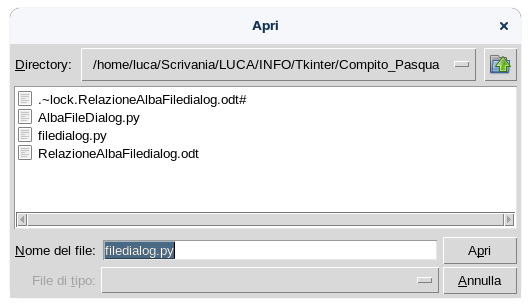 Apri
Directory: /home/luca/Scrivania/LUCA/INFO/Tkinter/Compito_Pasqua
.~lock.RelazioneAlbaFiledialog.odt#
AlbaFileDialog.py
filedialog.py
RelazioneAlbaFiledialog.odt
Nome del file: filedialog.py Apri
File di tipo: Annulla